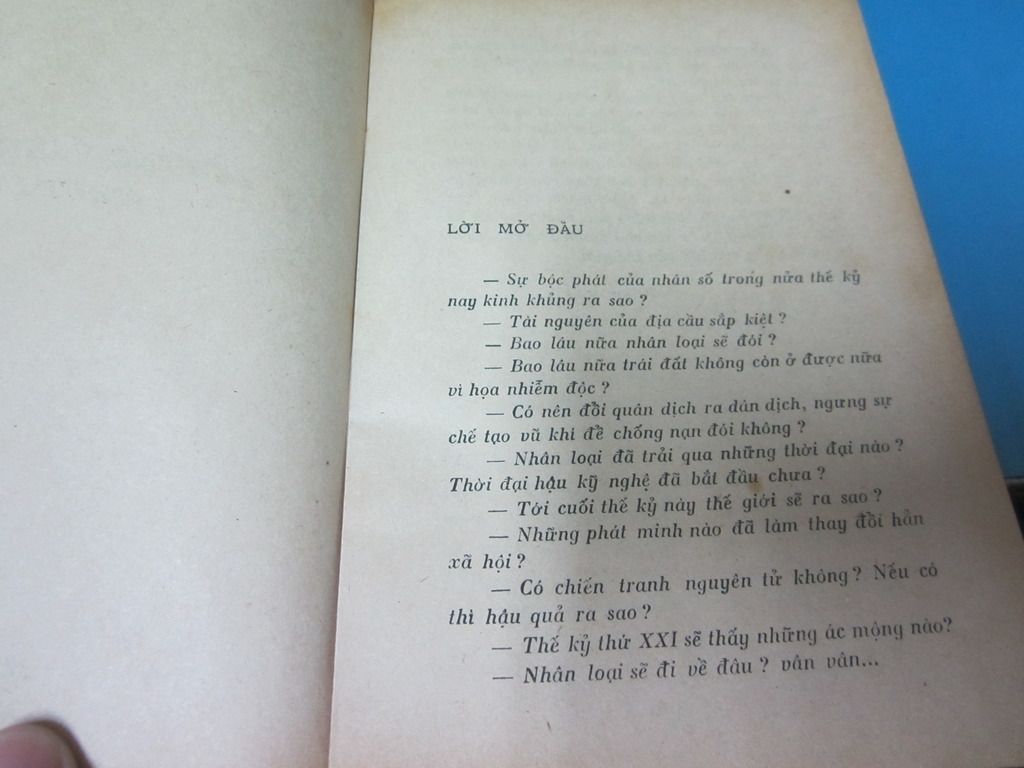 LỜI MỞ ĐẦU
— Sự bộc phát của nhân số trong nửa thế kỷ
nay kinh khủng ra sao ?
— Tài nguyên của địa cầu sắp kiệt ?
— Bao lâu nữa nhân loại sẽ đói ?
— Bao lâu nữa trái đất không còn ở được nữa
vì họa nhiễm độc ?
— Có nên đổi quân dịch ra dân dịch, ngưng sự
chế tạo vũ khí để chống nạn đói không ?
— Nhân loại đã trải qua những thời đại nào ?
Thời đại hậu kỹ nghệ đã bắt đầu chưa ?
— Tới cuối thế kỷ này thế giới sẽ ra sao ?
— Những phát minh nào đã làm thay đổi hẳn
xã hội ?
— Có chiến tranh nguyên tử không ? Nếu có
thì hậu quả ra sao ?
— Thế kỷ thứ XXI sẽ thấy những ác mộng nào?
— Nhân loại sẽ đi về đâu ? vân vân...